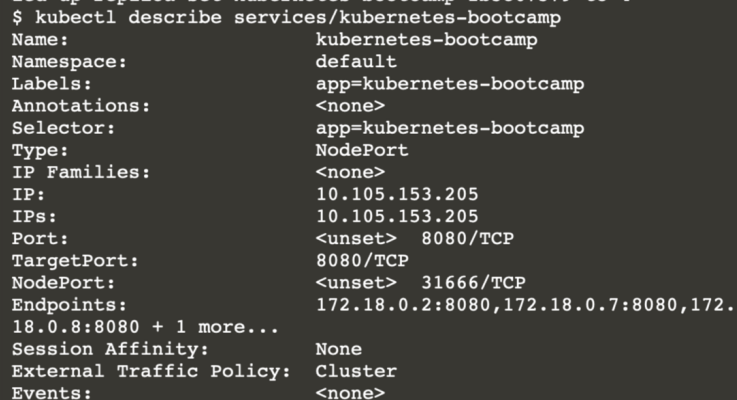 $ kubectl describe services/kubernetes-bootcamp
Name: kubernetes-bootcamp
Namespace: default
Labels: app=kubernetes-bootcamp
Annotations: <none>
Selector: app=kubernetes-bootcamp
Type: NodePort
IP Families: <none>
IP: 10.105.153.205
IPs: 10.105.153.205
Port: <unset>  8080/TCP
TargetPort: 8080/TCP
NodePort: <unset>  31666/TCP
Endpoints: 172.18.0.2:8080,172.18.0.7:8080,172.
18.0.8:8080 + 1 more...
Session Affinity: None
External Traffic Policy: Cluster
Events: <none>